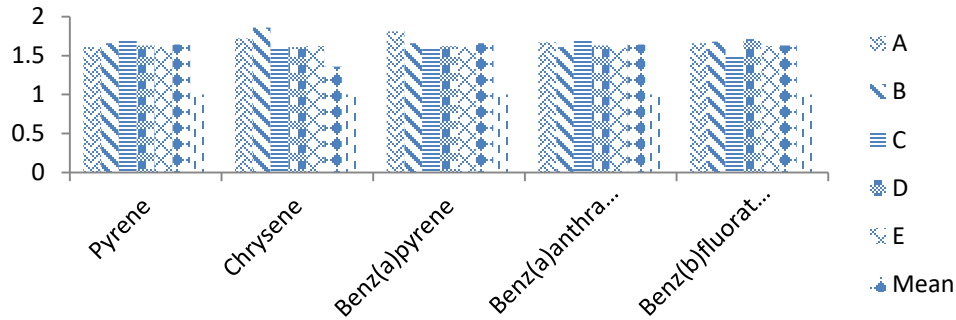 2
1.5
1
0.5
0
Pyrene
Chrysene
Benz(a)pyrene
Benz(a)anthra...
Benz(b)fluorat...
A
B
C
D
E
Mean